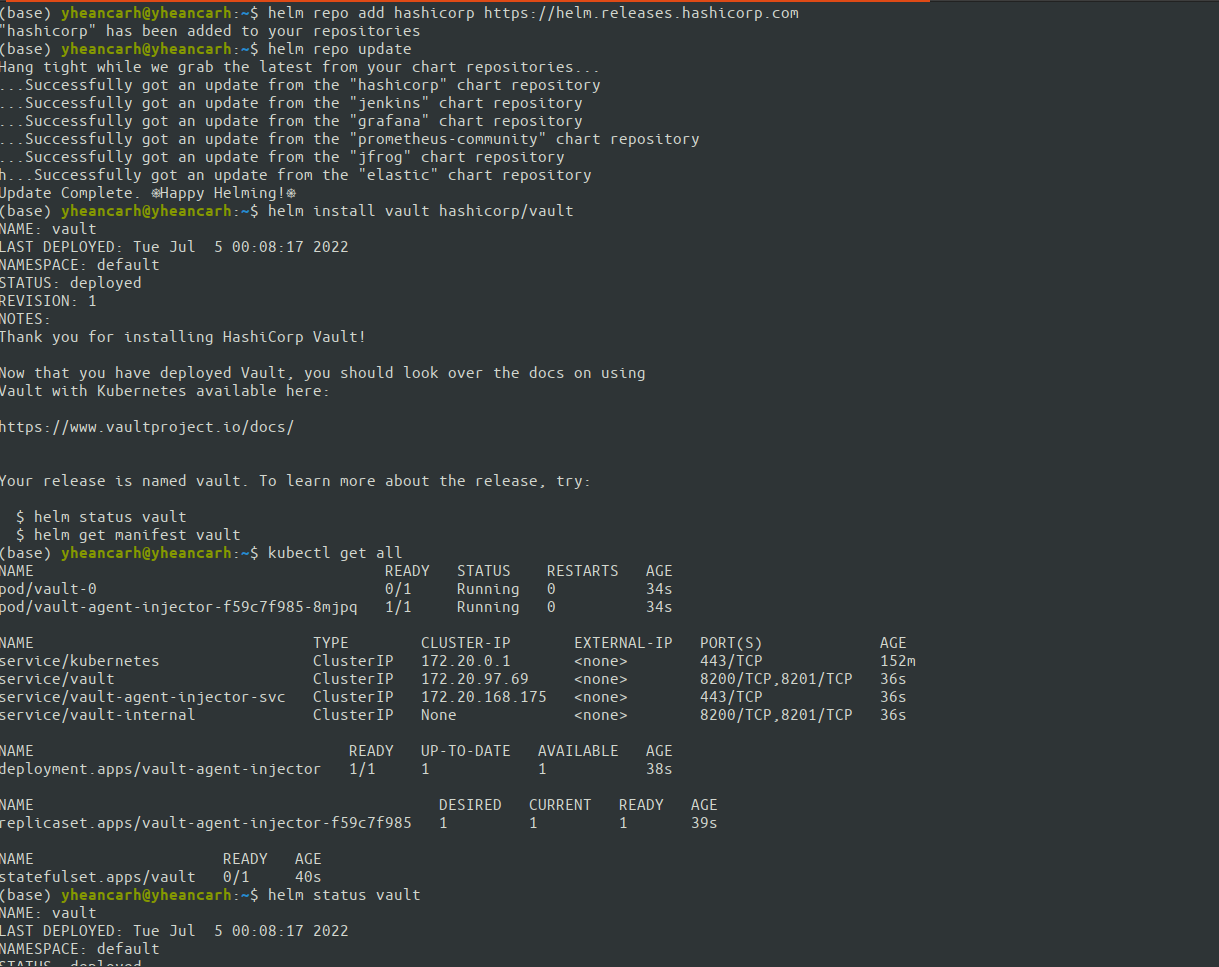 (base) yheancarh@yheancarh:~$ helm repo add hashicorp https://helm.releases.hashicorp.com
"hashicorp" has been added to your repositories
(base) yheancarh@yheancarh:~$ helm repo update
Hang tight while we grab the latest from your chart repositories...
...Successfully got an update from the "hashicorp" chart repository
...Successfully got an update from the "jenkins" chart repository
...Successfully got an update from the "grafana" chart repository
...Successfully got an update from the "prometheus-community" chart repository
...Successfully got an update from the "jfrog" chart repository
h...Successfully got an update from the "elastic" chart repository
Update Complete. ⎈Happy Helming!⎈
(base) yheancarh@yheancarh:~$ helm install vault hashicorp/vault
NAME: vault
LAST DEPLOYED: Tue Jul  5 00:08:17 2022
NAMESPACE: default
STATUS: deployed
REVISION: 1
NOTES:
Thank you for installing HashiCorp Vault!

Now that you have deployed Vault, you should look over the docs on using
Vault with Kubernetes available here:

https://www.vaultproject.io/docs/


Your release is named vault. To learn more about the release, try:

  $ helm status vault
  $ helm get manifest vault
(base) yheancarh@yheancarh:~$ kubectl get all
NAME                                       READY   STATUS    RESTARTS   AGE
pod/vault-0                                0/1     Running   0          34s
pod/vault-agent-injector-f59c7f985-8mjpq   1/1     Running   0          34s

NAME                               TYPE        CLUSTER-IP       EXTERNAL-IP   PORT(S)             AGE
service/kubernetes                 ClusterIP   172.20.0.1       <none>        443/TCP             152m
service/vault                      ClusterIP   172.20.97.69     <none>        8200/TCP,8201/TCP   36s
service/vault-agent-injector-svc   ClusterIP   172.20.168.175   <none>        443/TCP             36s
service/vault-internal             ClusterIP   None             <none>        8200/TCP,8201/TCP   36s

NAME                                   READY   UP-TO-DATE   AVAILABLE   AGE
deployment.apps/vault-agent-injector   1/1     1            1           38s

NAME                                             DESIRED   CURRENT   READY   AGE
replicaset.apps/vault-agent-injector-f59c7f985   1         1         1       39s

NAME                     READY   AGE
statefulset.apps/vault   0/1     40s
(base) yheancarh@yheancarh:~$ helm status vault
NAME: vault
LAST DEPLOYED: Tue Jul  5 00:08:17 2022
NAMESPACE: default
STATUS: deployed